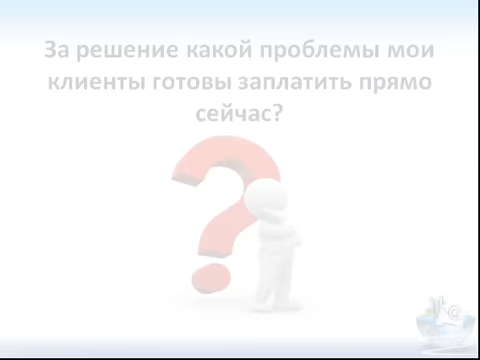 За решение какой проблемы мои
клиенты готовы заплатить прямо
сейчас?
@